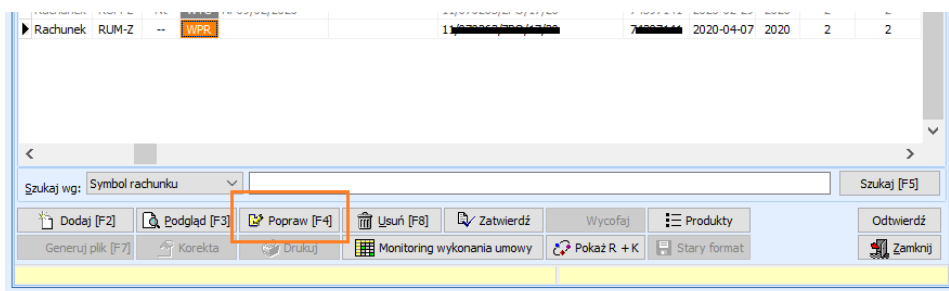 Rachunek RUM-Z
Rachunek RUM-Z -- WPR 2020-04-07 2020 2 2
Szukaj wg: Symbol rachunku Szukaj [F5]
Dodaj [F2] Podgląd [F3] Popraw [F4] Usuń [F8] Zatwierdź Wycofaj Produkty Odtwierdź
Generuj plik [F7] Korekta Drukuj Monitoring wykonania umowy Pokaż R + K Stary format Zamknij